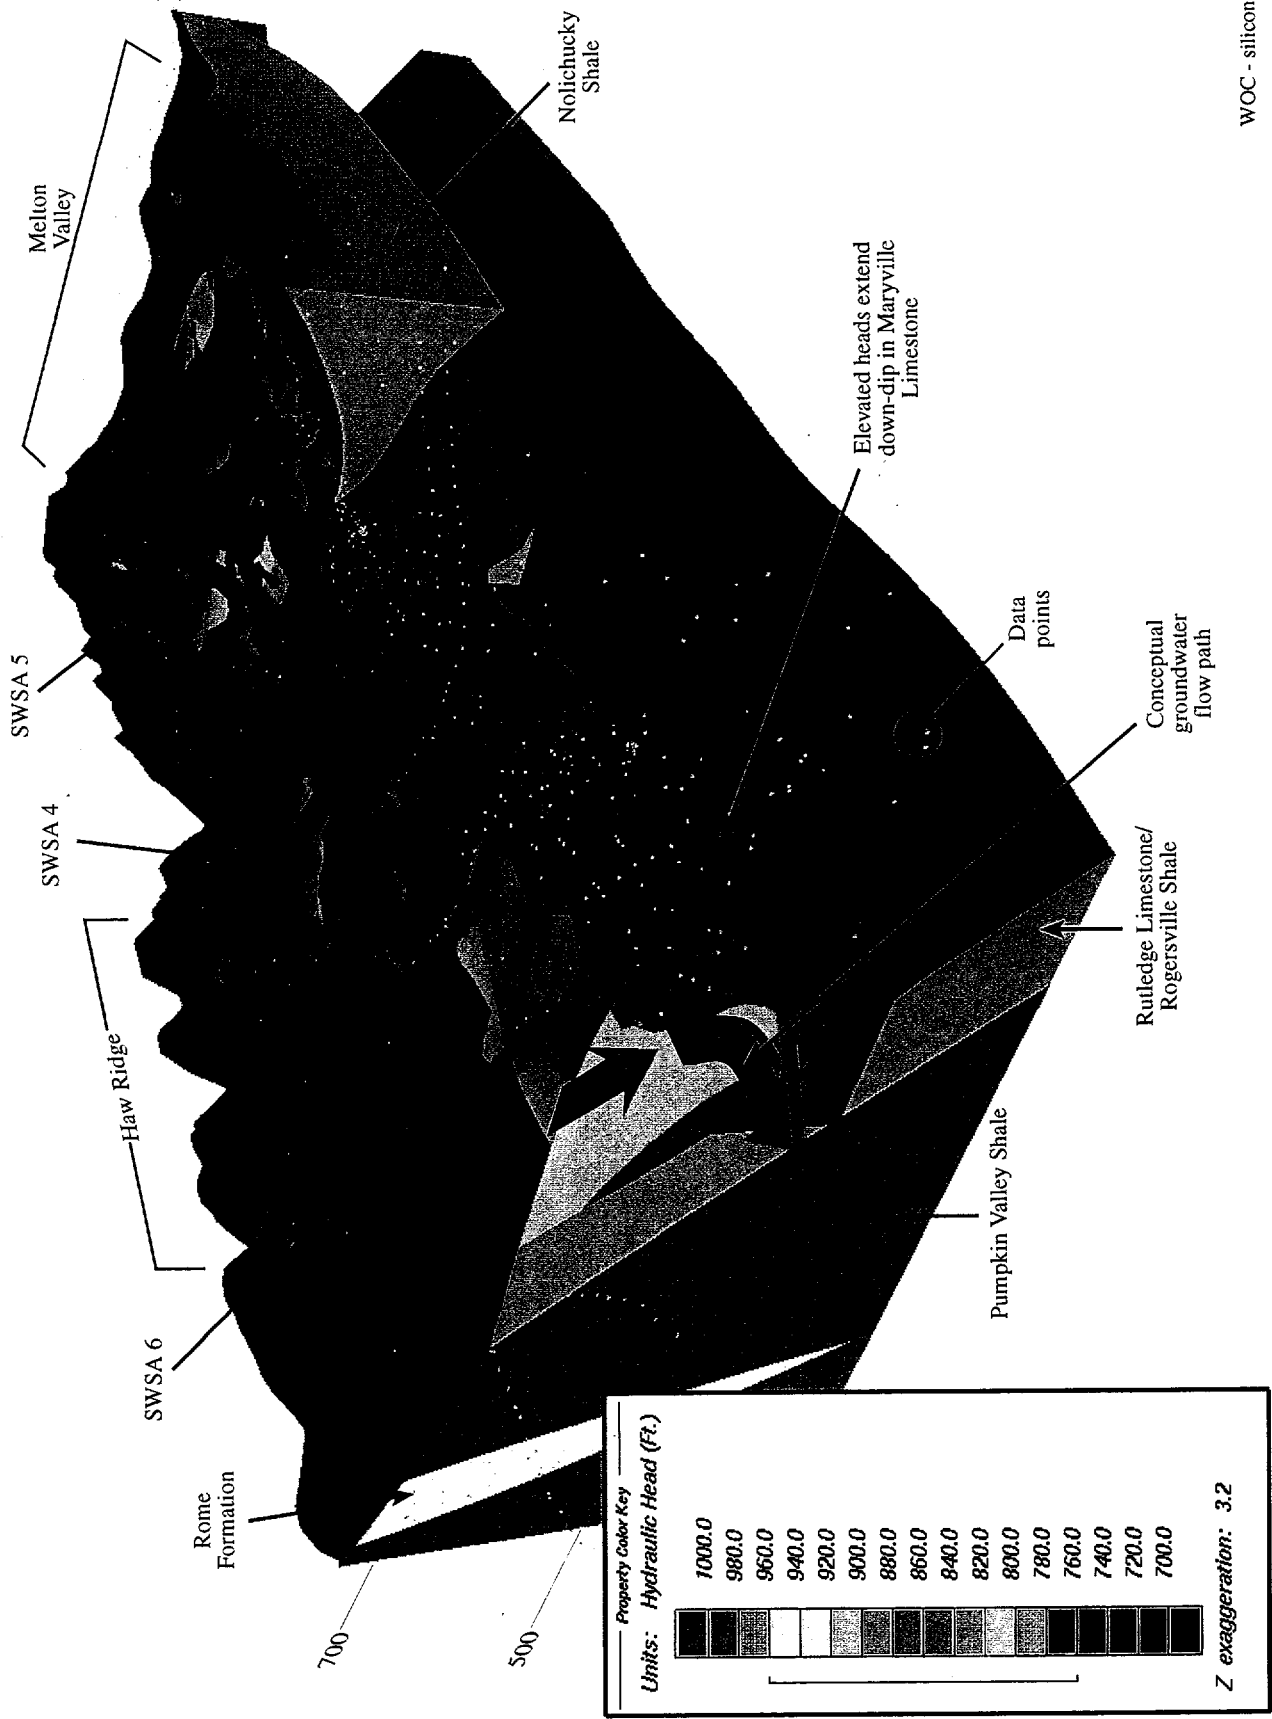 Rome
Formation
SWSA 6
Haw Ridge
SWSA 4
SWSA 5
Melton
Valley
Nolichucky
Shale
Elevated heads extend
down-dip in Maryville
Limestone
Data
points
Conceptual
groundwater
flow path
Rutledge Limestone/
Rogersville Shale
Pumpkin Valley Shale
700
500
Property Color Key
Units: Hydraulic Head (Ft.)
1000.0
980.0
960.0
940.0
920.0
900.0
880.0
860.0
840.0
820.0
800.0
780.0
760.0
740.0
720.0
700.0
Z exaggeration: 3.2
WOC - silicon